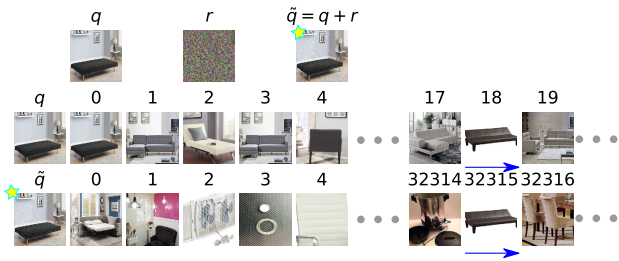 q r q̃ = q + r
q 0 1 2 3 4 17 18 19
q̃ 0 1 2 3 4 32314 32315 32316